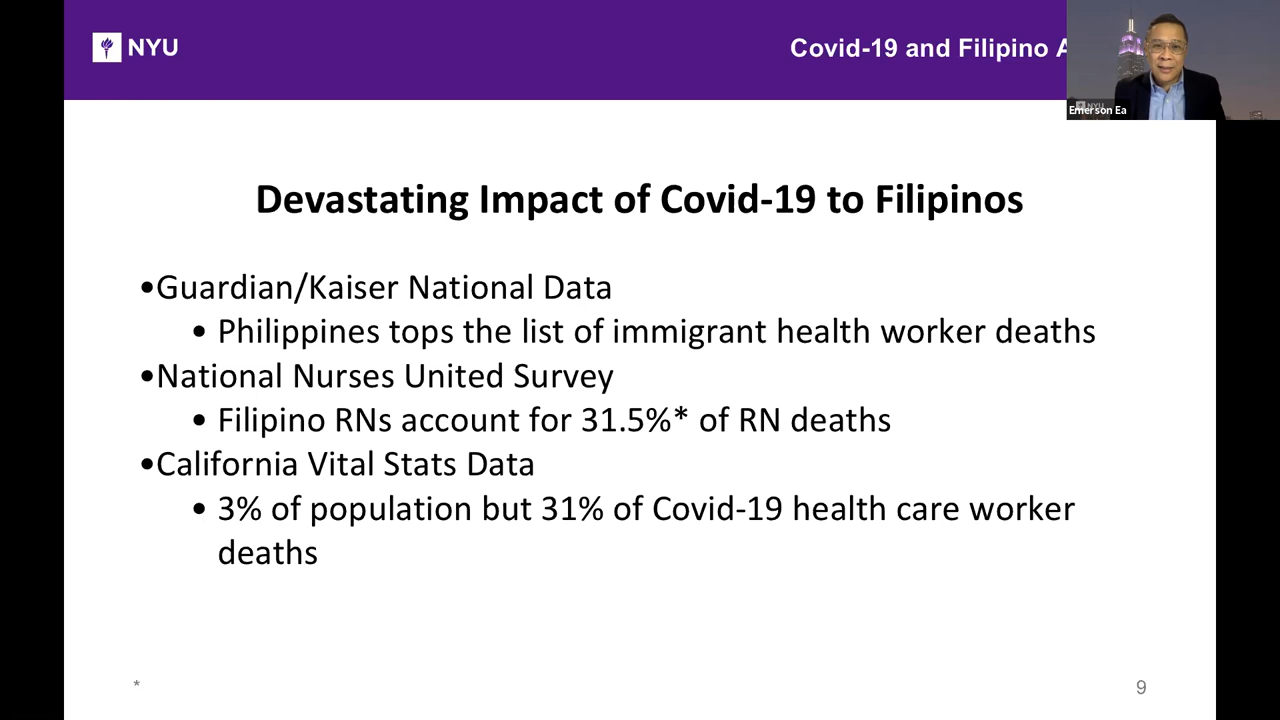 NYU
Covid-19 and Filipino
NYU
Emerson Ea
Devastating Impact of Covid-19 to Filipinos
•Guardian/Kaiser National Data
• Philippines tops the list of immigrant health worker deaths
•National Nurses United Survey
• Filipino RNs account for 31.5%* of RN deaths
•California Vital Stats Data
• 3% of population but 31% of Covid-19 health care worker
deaths
*
9